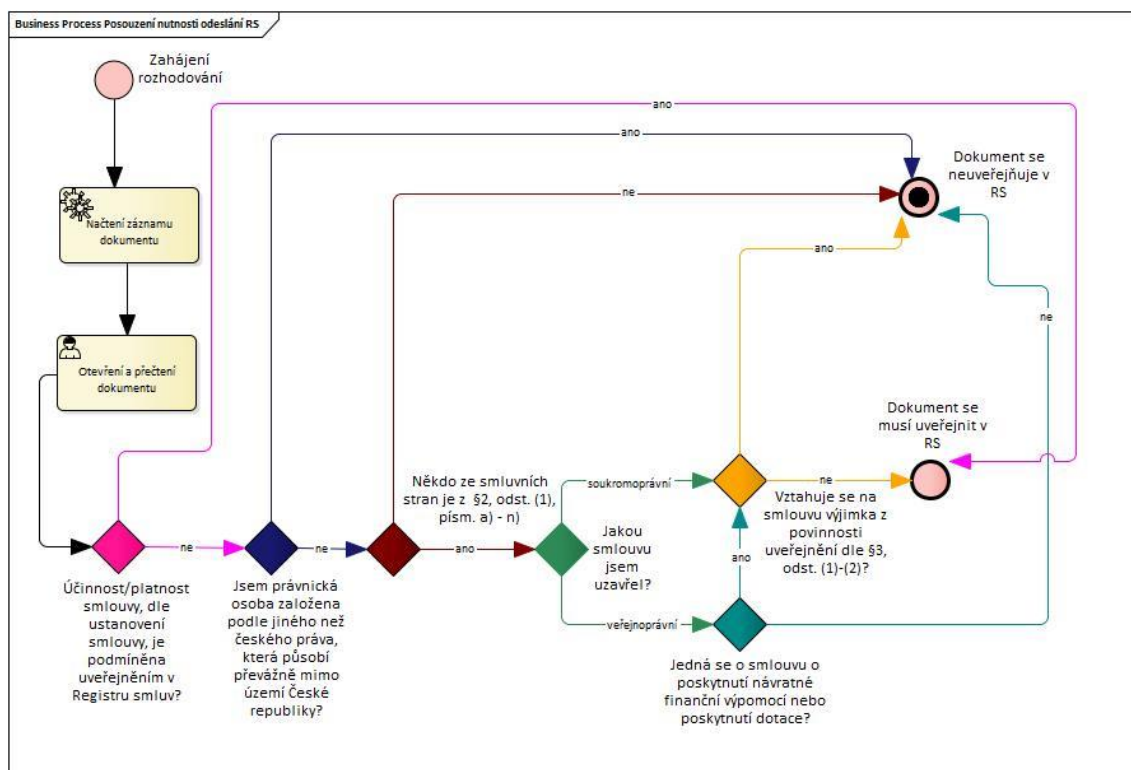 Business Process Posouzení nutnosti odeslání RS
Zahájení
rozhodování
ano
ano
Dokument se
neuveřejňuje v
RS
ne
Načtení záznamu
dokumentu
ano
ne
Otevření a přečtení
dokumentu
Dokument se
musí uveřejnit v
RS
Někdo ze smluvních
stran je z §2, odst. (1),
písm. a) - n)
soukromoprávní
ne
Vztahuje se na
smlouvu výjimka z
povinnosti
uveřejnění dle §3,
odst. (1)-(2)?
Jakou
smlouvu
jsem
uzavřel?
ne
ne
ano
ano
Účinnost/platnost
smlouvy, dle
ustanovení
smlouvy, je
podmíněna
uveřejněním v
Registru smluv?
Jsem právnická
osoba založena
podle jiného než
českého práva,
která působí
převážně mimo
území České
republiky?
veřejnoprávní
ne
Jedná se o smlouvu o
poskytnutí návratné
finanční výpomocí nebo
poskytnutí dotace?